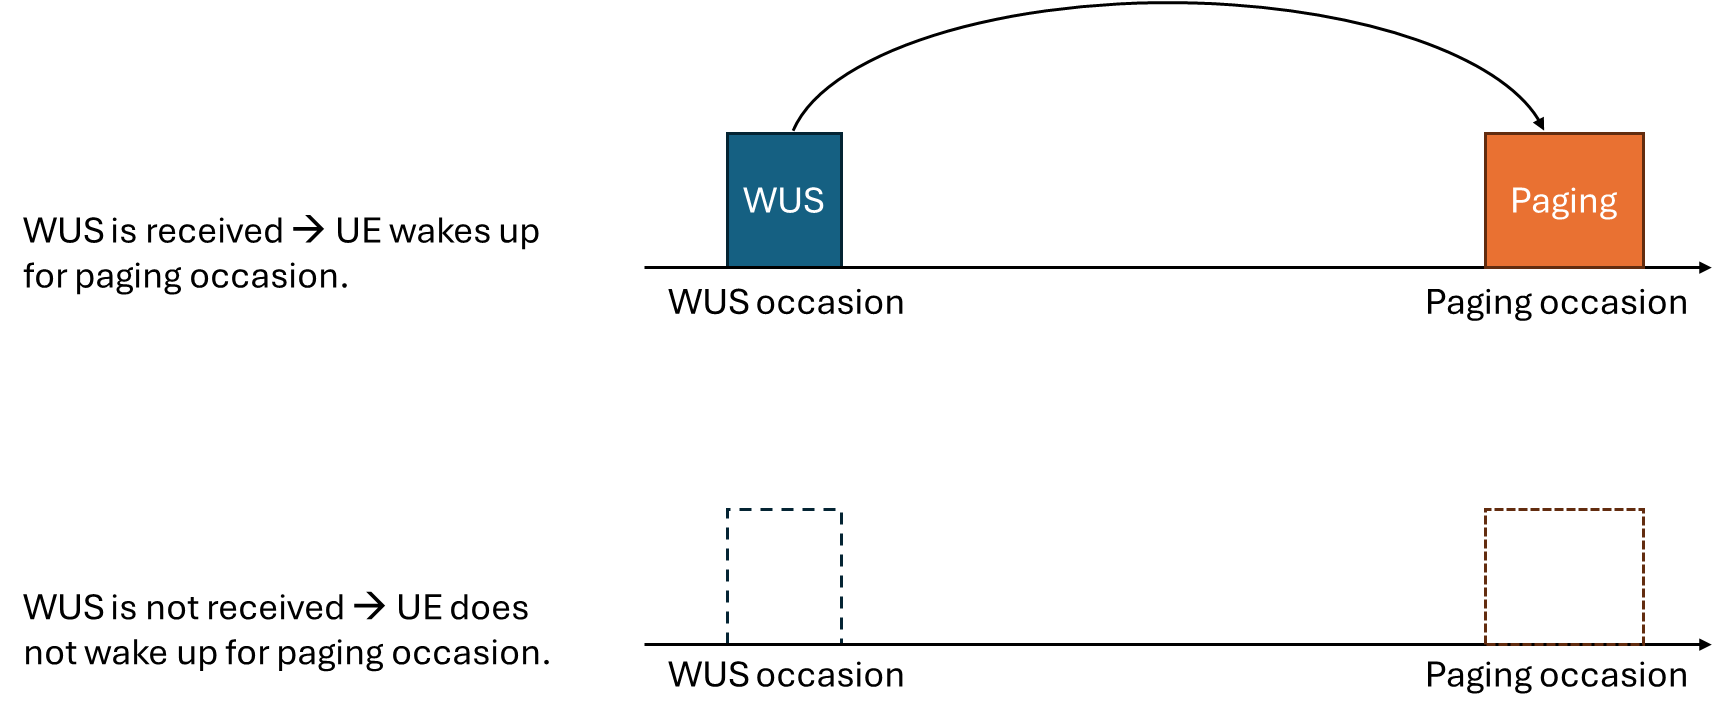 WUS
Paging
WUS is received → UE wakes up
for paging occasion.
WUS occasion
Paging occasion
WUS is not received → UE does
not wake up for paging occasion.
WUS occasion
Paging occasion